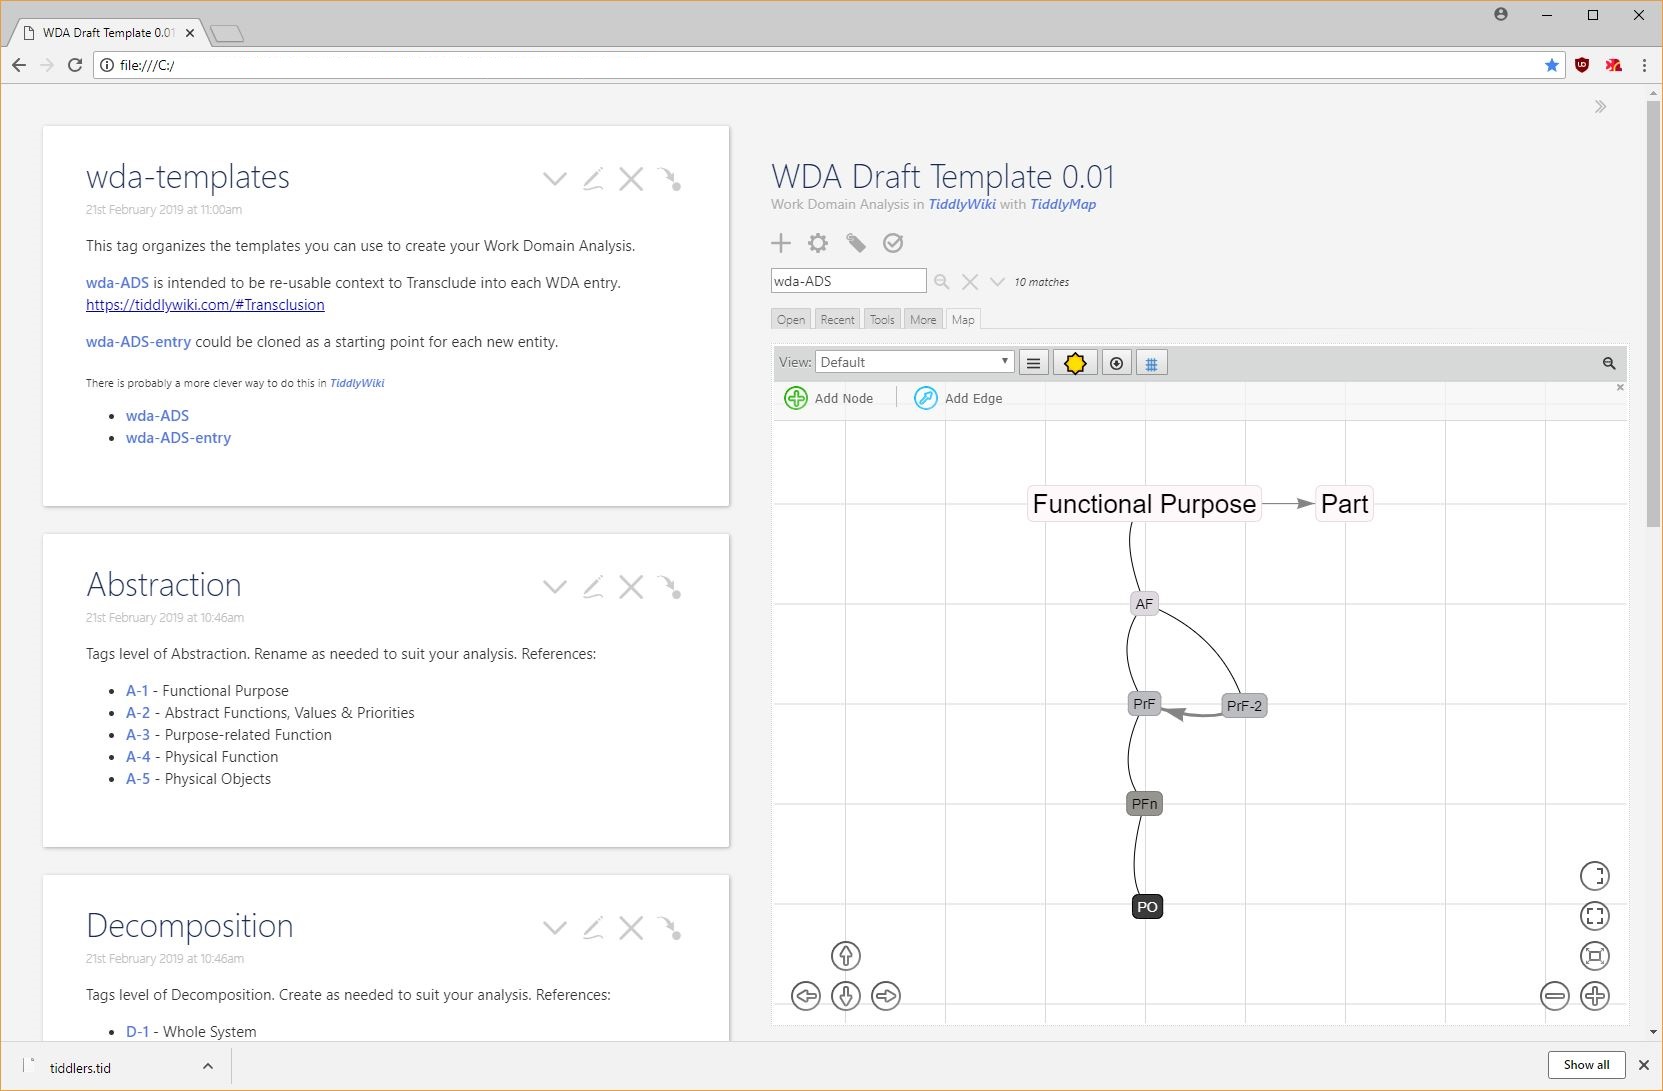 WDA Draft Template 0.01
file:///C:/
wda-templates
21st February 2019 at 11:00am
This tag organizes the templates you can use to create your Work Domain Analysis.
wda-ADS is intended to be re-usable context to Transclude into each WDA entry.
https://tiddlywiki.com/#Transclusion
wda-ADS-entry could be cloned as a starting point for each new entity.
There is probably a more clever way to do this in TiddlyWiki
• wda-ADS
• wda-ADS-entry
Abstraction
21st February 2019 at 10:46am
Tags level of Abstraction. Rename as needed to suit your analysis. References:
• A-1 - Functional Purpose
• A-2 - Abstract Functions, Values & Priorities
• A-3 - Purpose-related Function
• A-4 - Physical Function
• A-5 - Physical Objects
Decomposition
21st February 2019 at 10:46am
Tags level of Decomposition. Create as needed to suit your analysis. References:
• D-1 - Whole System
WDA Draft Template 0.01
Work Domain Analysis in TiddlyWiki with TiddlyMap
wda-ADS 10 matches
Open Recent Tools More Map
View: Default
Add Node Add Edge
Functional Purpose Part
AF
PrF PrF-2
PFn
PO
tiddlers.tid Show all